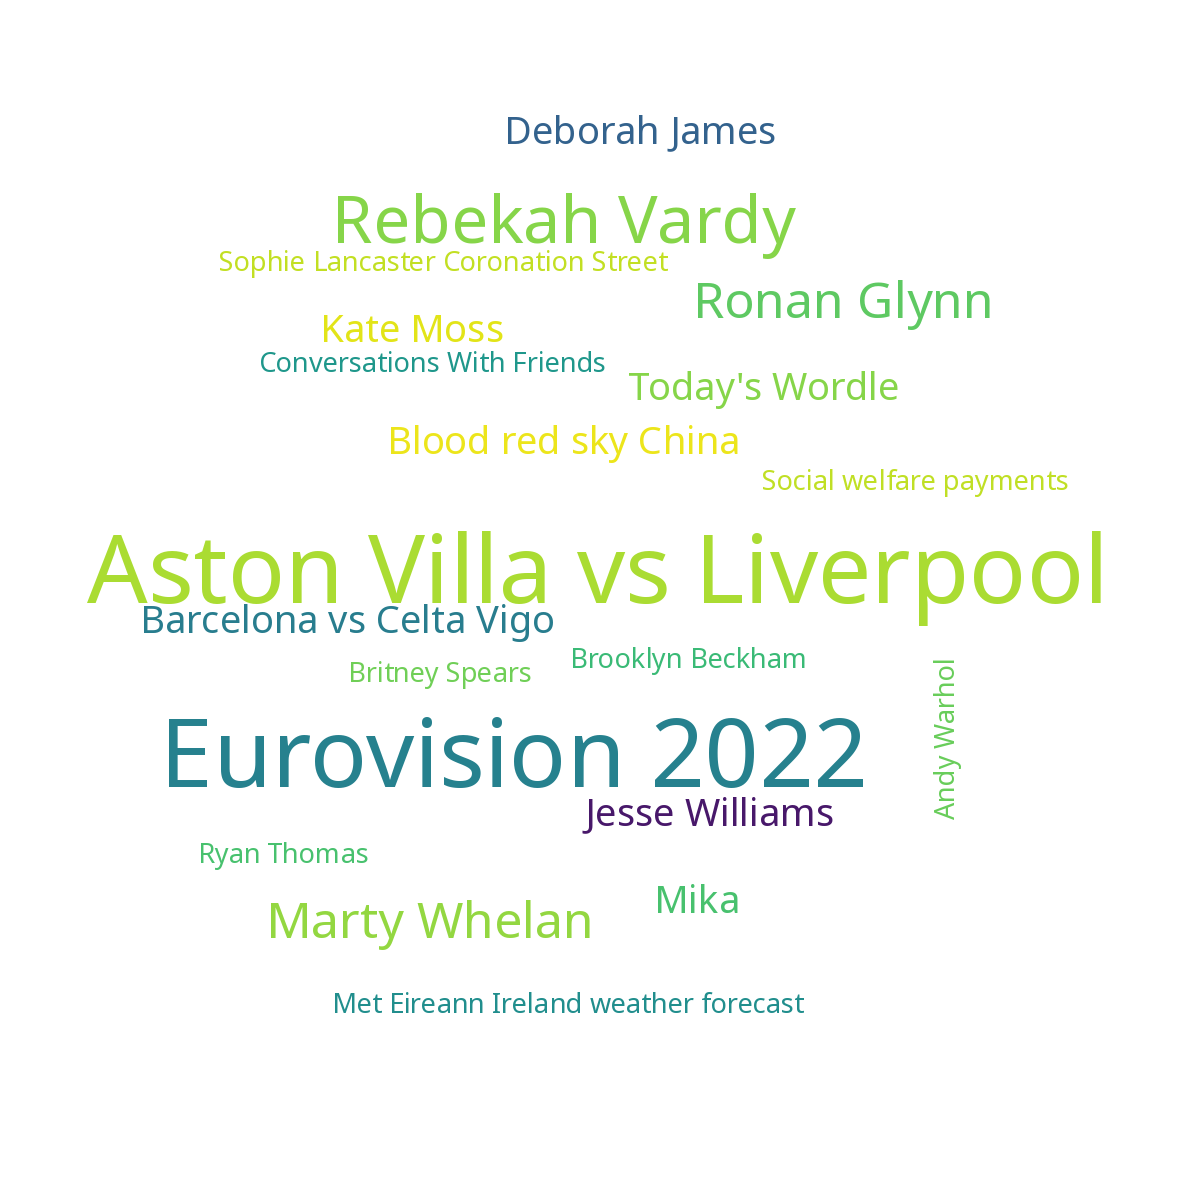 Deborah James
Rebekah Vardy
Sophie Lancaster Coronation Street
Ronan Glynn
Kate Moss
Conversations With Friends
Today's Wordle
Blood red sky China
Social welfare payments
Aston Villa vs Liverpool
Barcelona vs Celta Vigo
Brooklyn Beckham
Britney Spears
Andy Warhol
Eurovision 2022
Jesse Williams
Ryan Thomas
Mika
Marty Whelan
Met Eireann Ireland weather forecast